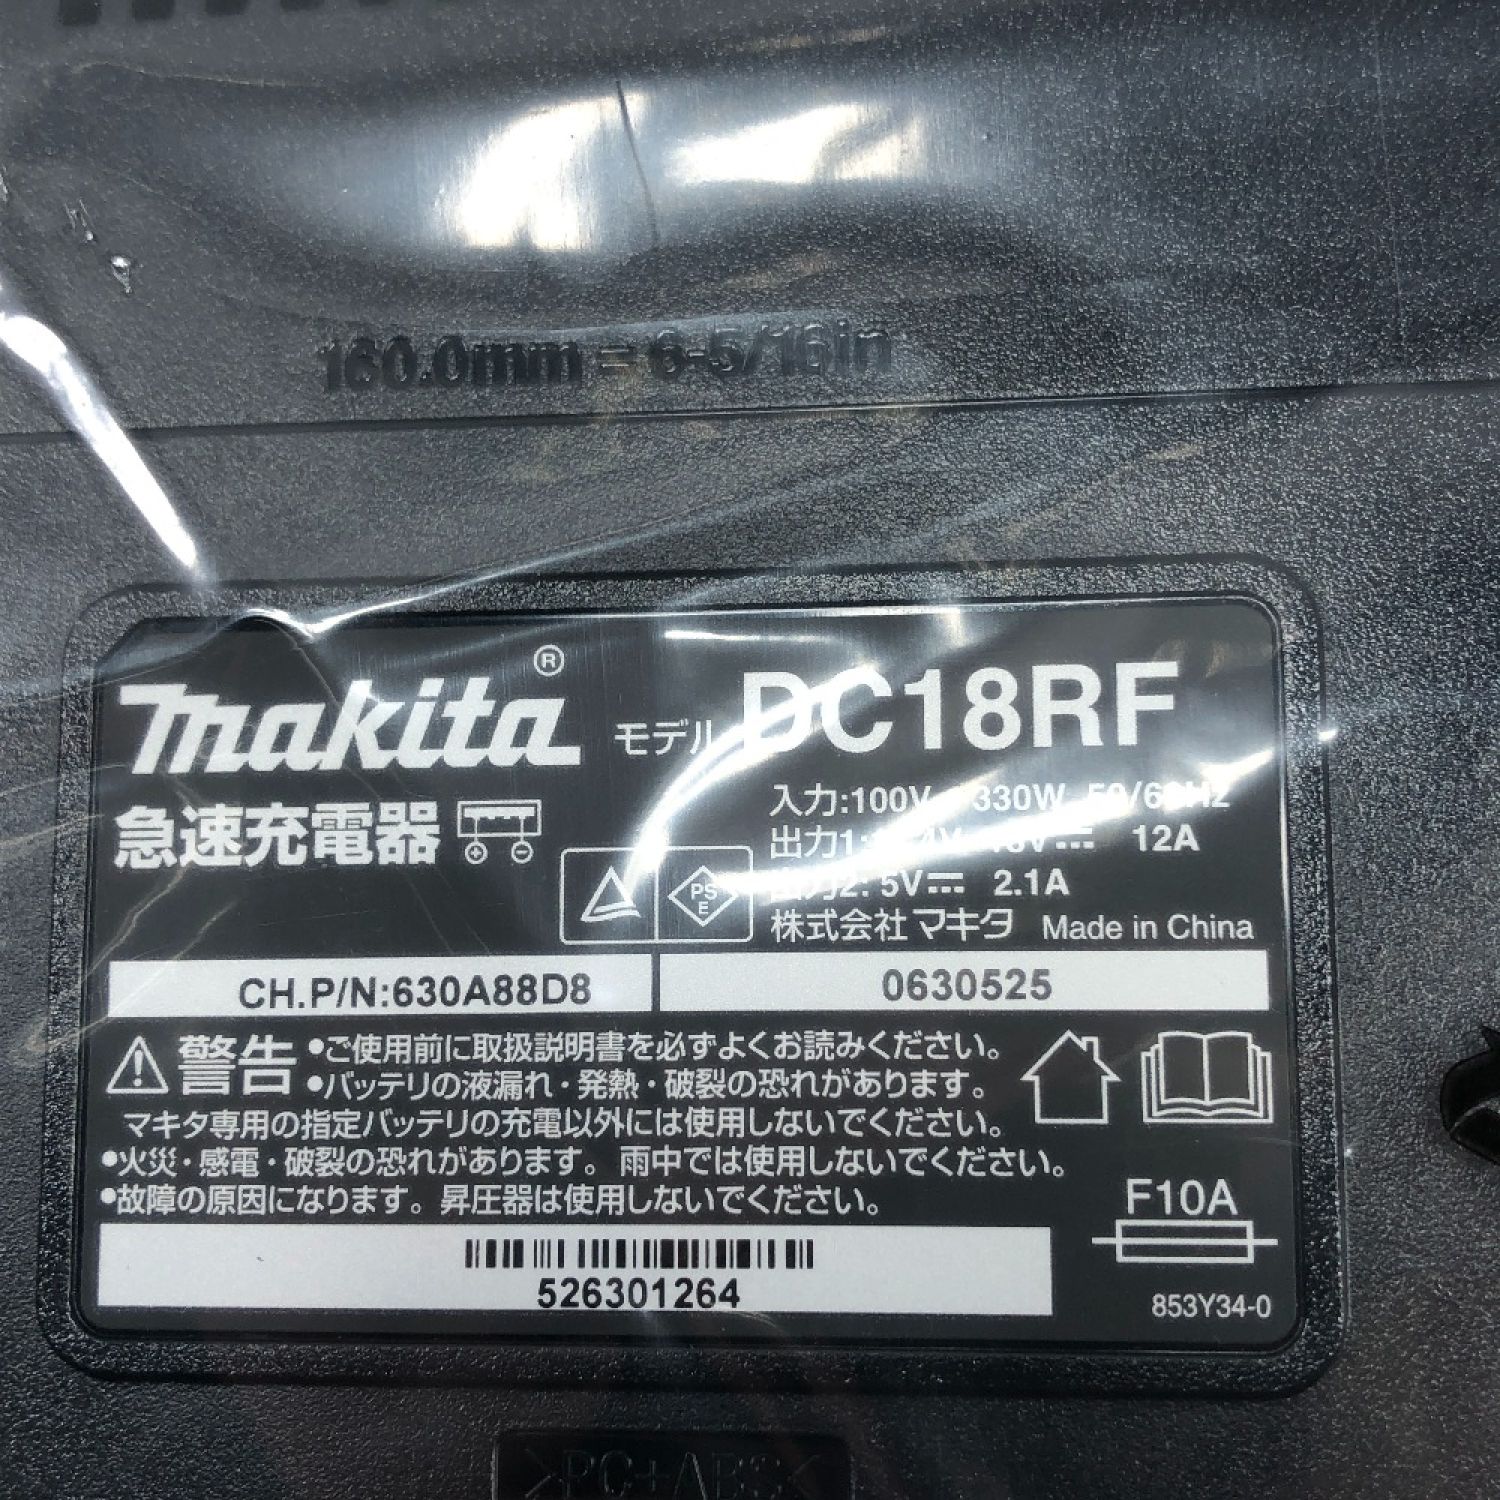 160.0mm = 6-5/16in
makita®
モデル DC18RF
急速充電器
入力:100V 330W 50/60Hz
出力1: V 12A
出力2: 5V 2.1A
PS
E
株式会社マキタ Made in China
CH.P/N:630A88D8
0630525
警告 •ご使用前に取扱説明書を必ずよくお読みください。
•バッテリの液漏れ・発熱・破裂の恐れがあります。
マキタ専用の指定バッテリの充電以外には使用しないでください。
•火災・感電・破裂の恐れがあります。雨中では使用しないでください。
•故障の原因になります。昇圧器は使用しないでください。
F10A
526301264
853Y34-0
>PC+ABS<